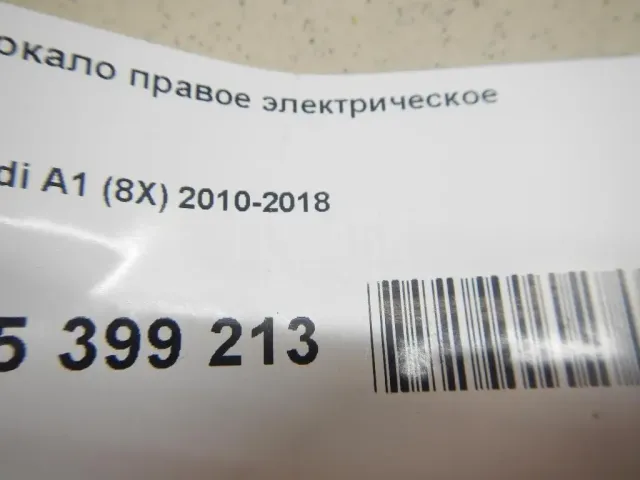 ркало правое электрическое
di A1 (8X) 2010-2018
5 399 213